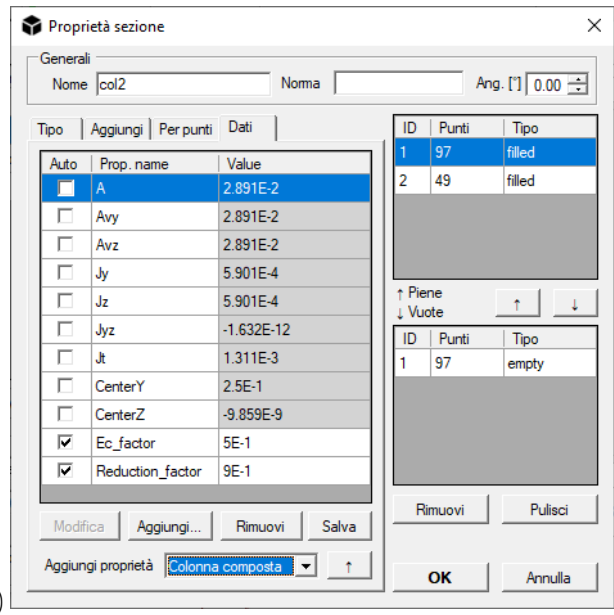 Proprietà sezione
Generali
Nome col2 Norma Ang. [°] 0.00
Tipo Aggiungi Per punti Dati
Auto Prop. name Value
A 2.891E-2
Avy 2.891E-2
Avz 2.891E-2
Jy 5.901E-4
Jz 5.901E-4
Jyz -1.632E-12
Jt 1.311E-3
CenterY 2.5E-1
CenterZ -9.859E-9
Ec_factor 5E-1
Reduction_factor 9E-1
Modifica Aggiungi... Rimuovi Salva
Aggiungi proprietà Colonna composta ↑
ID Punti Tipo
1 97 filled
2 49 filled
↑ Piene ↑ ↓
↓ Vuote
ID Punti Tipo
1 97 empty
Rimuovi Pulisci
OK Annulla
)